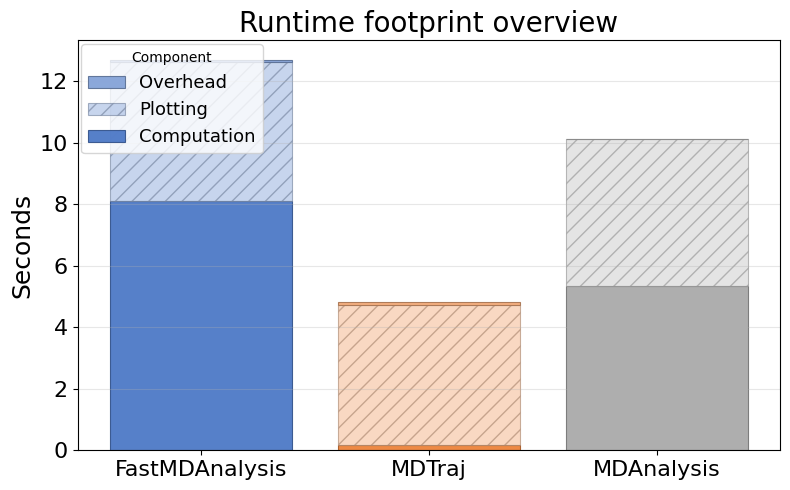 Runtime footprint overview
Component
Overhead
Plotting
Computation
Seconds
12
10
8
6
4
2
0
FastMDAnalysis
MDTraj
MDAnalysis